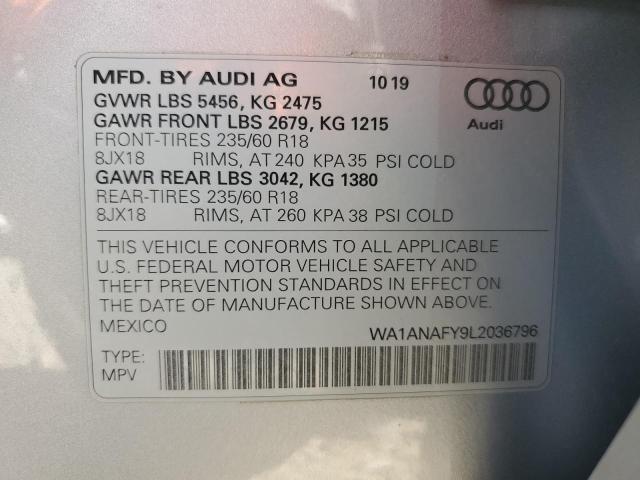 MFD. BY AUDI AG 10 19
GVWR LBS 5456, KG 2475
GAWR FRONT LBS 2679, KG 1215
FRONT-TIRES 235/60 R18
8JX18 RIMS, AT 240 KPA 35 PSI COLD
GAWR REAR LBS 3042, KG 1380
REAR-TIRES 235/60 R18
8JX18 RIMS, AT 260 KPA 38 PSI COLD
Audi
THIS VEHICLE CONFORMS TO ALL APPLICABLE
U.S. FEDERAL MOTOR VEHICLE SAFETY AND
THEFT PREVENTION STANDARDS IN EFFECT ON
THE DATE OF MANUFACTURE SHOWN ABOVE.
MEXICO WA1ANAFY9L2036796
TYPE:
MPV